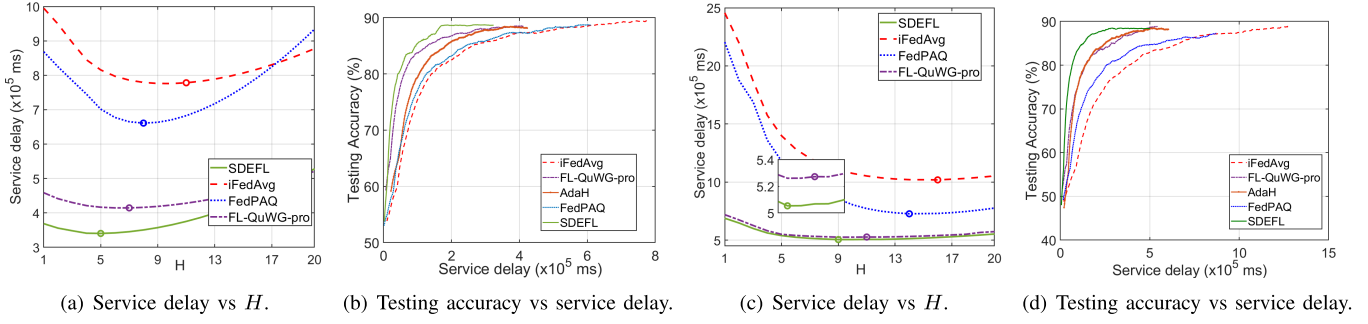 10
9
8
7
6
5
4
3
Service delay (x10^5 ms)
1
5
9
13
17
20
H
SDEFL
iFedAvg
FedPAQ
FL-QuWG-pro
(a) Service delay vs H.
90
80
70
60
50
Testing Accuracy (%)
0
2
4
6
8
Service delay (x10^5 ms)
iFedAvg
FL-QuWG-pro
AdaH
FedPAQ
SDEFL
(b) Testing accuracy vs service delay.
25
20
15
10
5
Service delay (x10^5 ms)
1
5
9
13
17
20
H
SDEFL
iFedAvg
FedPAQ
FL-QuWG-pro
5.4
5.2
5
(c) Service delay vs H.
90
80
70
60
50
40
Testing Accuracy (%)
0
5
10
15
Service delay (x10^5 ms)
iFedAvg
FL-QuWG-pro
AdaH
FedPAQ
SDEFL
(d) Testing accuracy vs service delay.